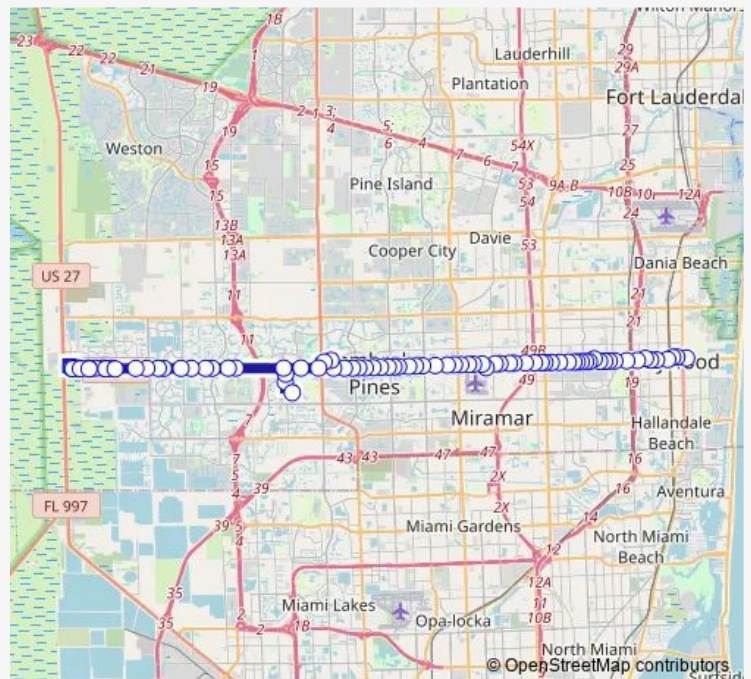 Wilton Manors
1B
23
22
22
21
19
1
29
29A
Lauderhill
Plantation
Fort Lauderdal
2
1
3;
4
5;
6
4
7
6
7
19
27
54X
Weston
15
15
Pine Island
53
54
9A-B
25
10B
10
12A
24
13B
13A
13A
Davie
Cooper City
53
Dania Beach
US 27
11
21
21
11
49B
ood
Pines
49
19
7
Miramar
Hallandale
Beach
43
43
47
47
16
7
5
4
39
2X
16
Aventura
FL 997
39
5
4
2X
Miami Gardens
14
North Miami
Beach
12
12A
35
Miami Lakes
11
10B
35
2
2
1B
Opa-locka
North Miami
© OpenStreetMap contributors
Surfside